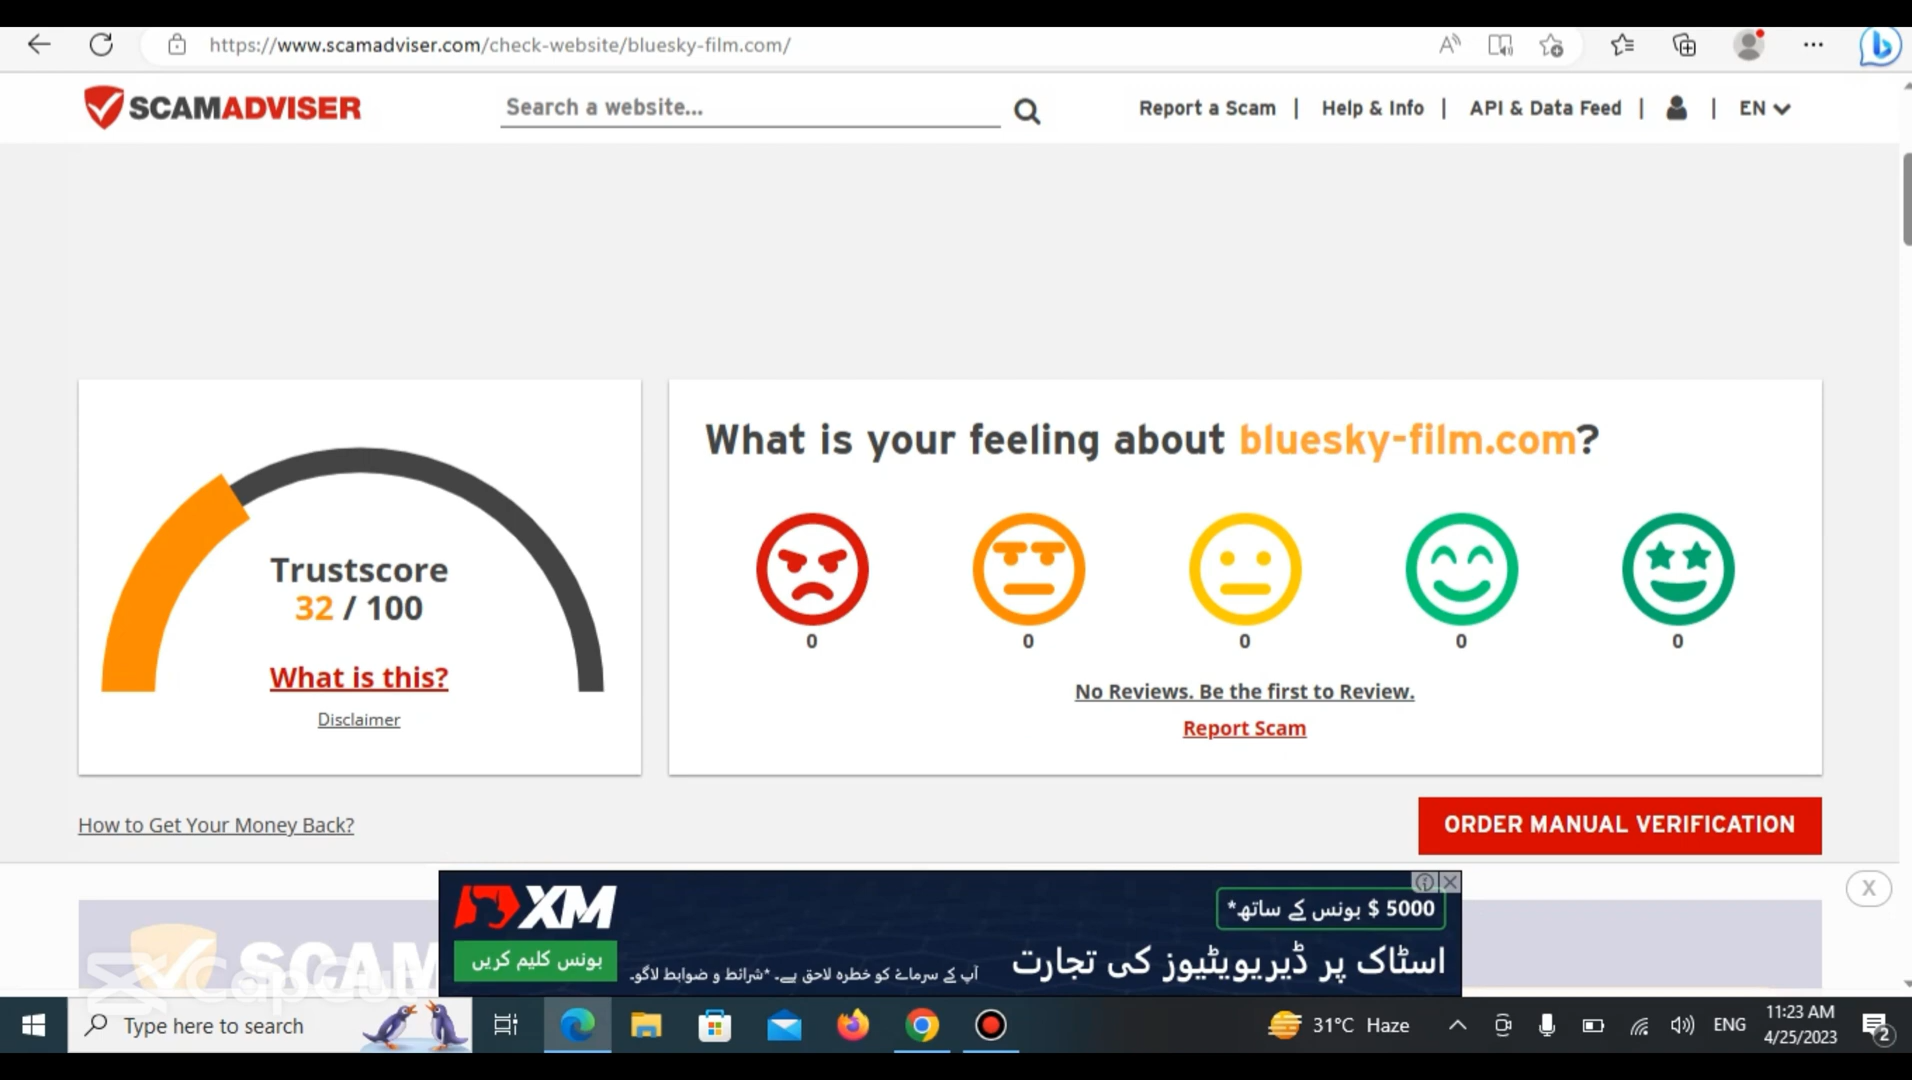 https://www.scamadviser.com/check-website/bluesky-film.com/
SCAMADVISER
Search a website...
Report a Scam | Help & Info | API & Data Feed | | EN
Trustscore
32 / 100
What is this?
Disclaimer
What is your feeling about bluesky-film.com?
0 0 0 0 0
No Reviews. Be the first to Review.
Report Scam
How to Get Your Money Back?
ORDER MANUAL VERIFICATION
X
XM
$ 5000 بونس کے ساتھ*
اسٹاک پر ڈیریویٹیوز کی تجارت
آپ کے سرمائے کو خطرہ لاحق ہے۔ *شرائط و ضوابط لاگو۔
بونس کلیم کریں
SCAM
CapCut
Type here to search
31°C Haze
ENG
11:23 AM
4/25/2023
2